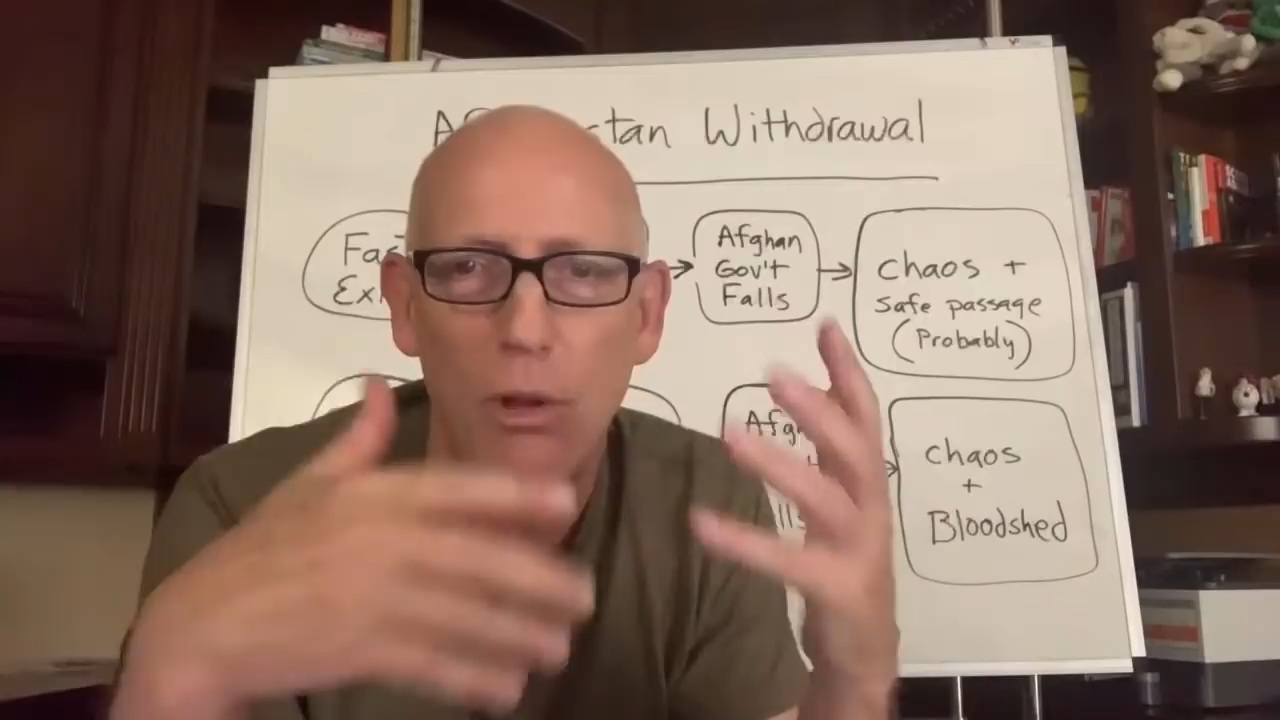 Withdrawal
Afghan
Gov't
Falls
chaos +
Safe passage
(Probably)
chaos
+
Bloodshed